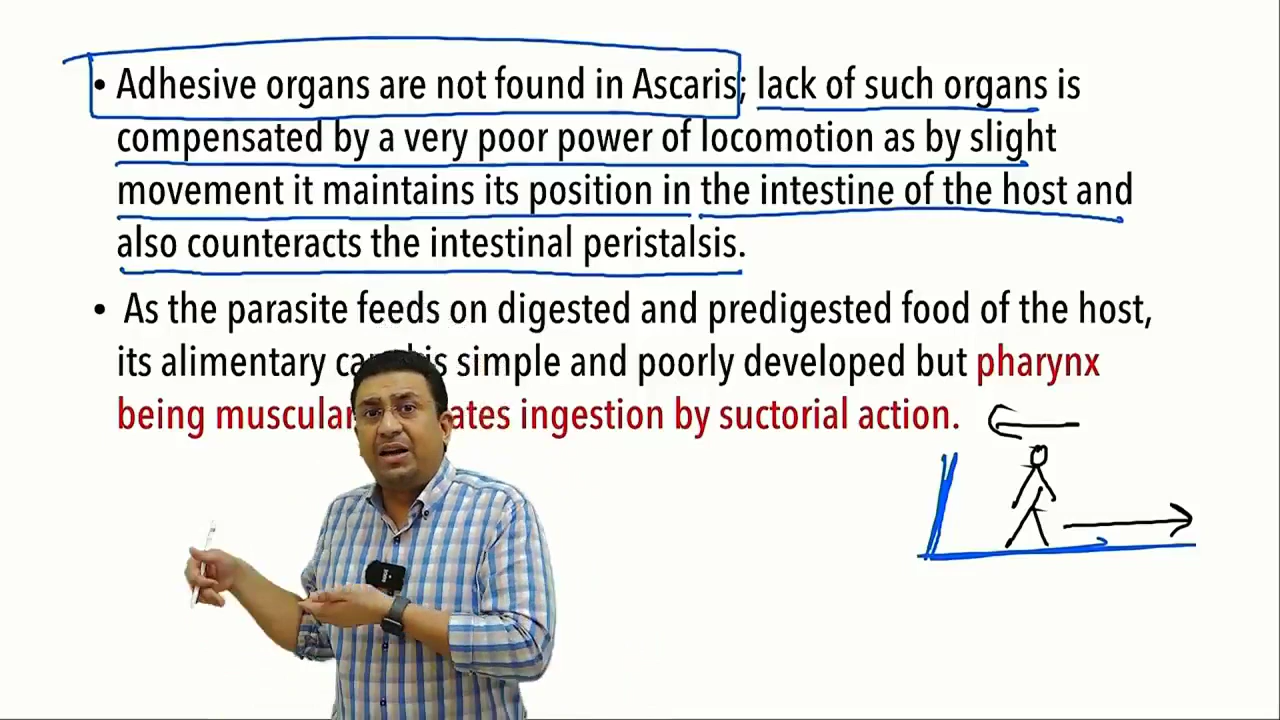 • Adhesive organs are not found in Ascaris; lack of such organs is
compensated by a very poor power of locomotion as by slight
movement it maintains its position in the intestine of the host and
also counteracts the intestinal peristalsis.
• As the parasite feeds on digested and predigested food of the host,
its alimentary is simple and poorly developed but pharynx
being muscular ingestion by suctorial action.